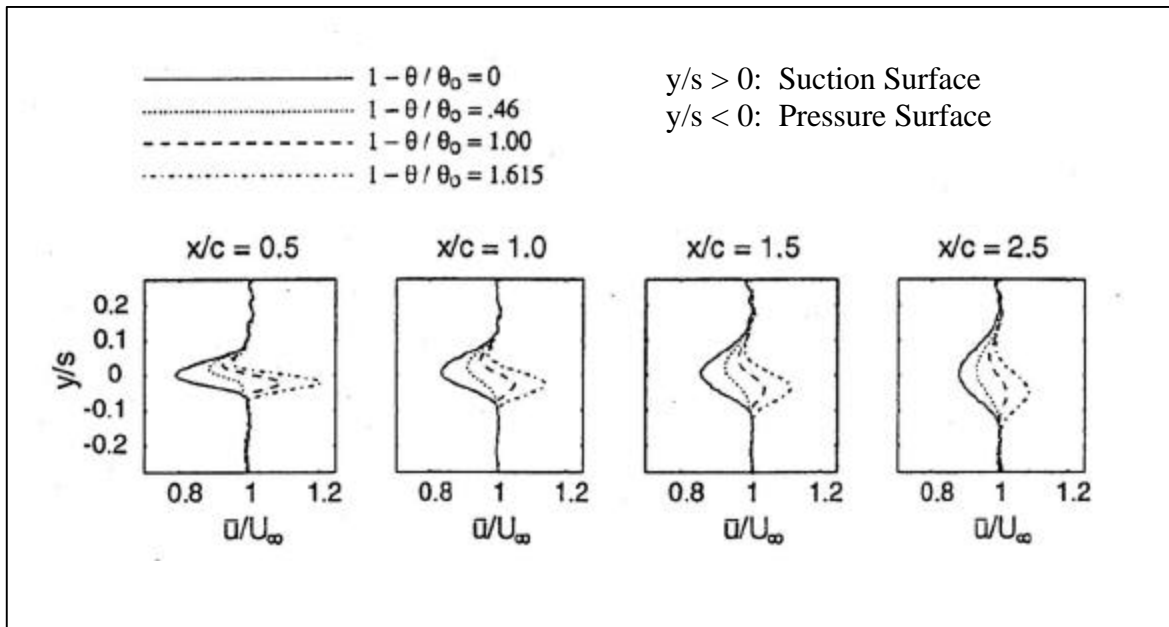 1 − θ / θ₀ = 0
1 − θ / θ₀ = .46
1 − θ / θ₀ = 1.00
1 − θ / θ₀ = 1.615
y/s > 0: Suction Surface
y/s < 0: Pressure Surface
x/c = 0.5
x/c = 1.0
x/c = 1.5
x/c = 2.5
y/s
0.2
0.1
0
-0.1
-0.2
0.8 1 1.2
0.8 1 1.2
0.8 1 1.2
0.8 1 1.2
ū/U∞
ū/U∞
ū/U∞
ū/U∞